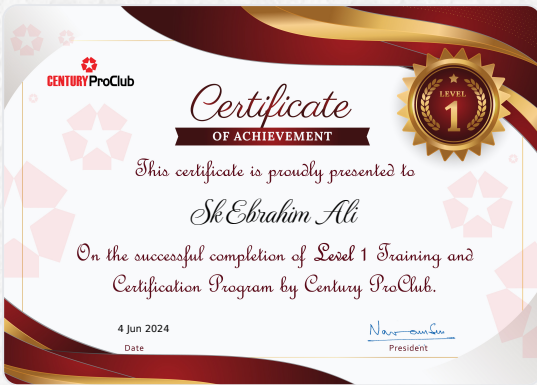 CENTURY ProClub
LEVEL
1
Certificate
OF ACHIEVEMENT
This certificate is proudly presented to
Sk Ebrahim Ali
On the successful completion of Level 1 Training and
Certification Program by Century ProClub.
4 Jun 2024
Date
President